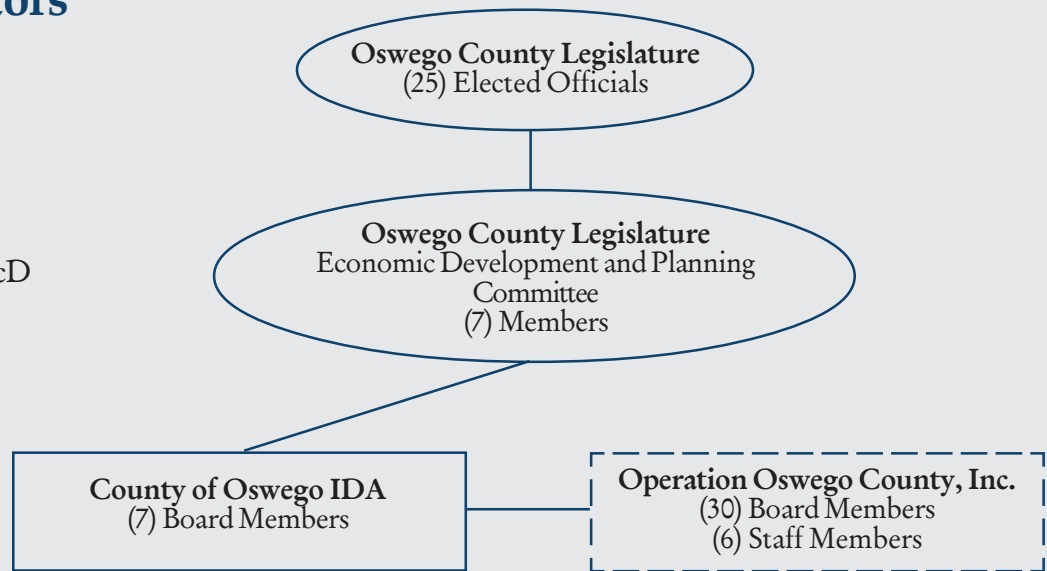 Oswego County Legislature
(25) Elected Officials
Oswego County Legislature
Economic Development and Planning
Committee
(7) Members
County of Oswego IDA
(7) Board Members
Operation Oswego County, Inc.
(30) Board Members
(6) Staff Members